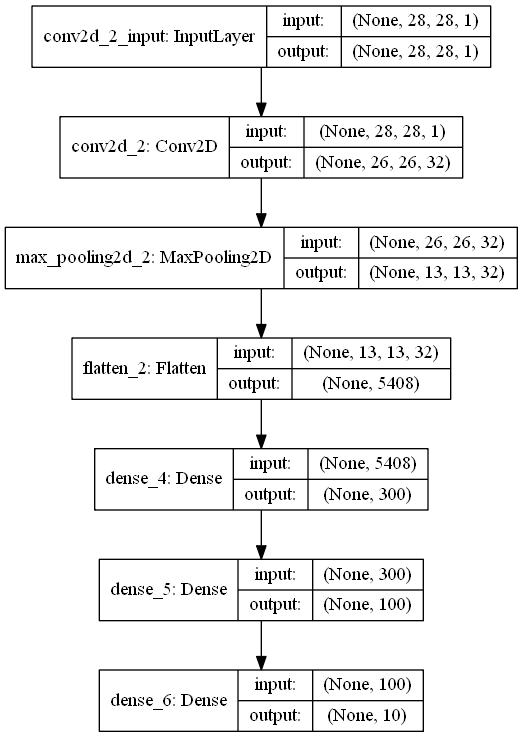 conv2d_2_input: InputLayer
input: (None, 28, 28, 1)
output: (None, 28, 28, 1)
conv2d_2: Conv2D
input: (None, 28, 28, 1)
output: (None, 26, 26, 32)
max_pooling2d_2: MaxPooling2D
input: (None, 26, 26, 32)
output: (None, 13, 13, 32)
flatten_2: Flatten
input: (None, 13, 13, 32)
output: (None, 5408)
dense_4: Dense
input: (None, 5408)
output: (None, 300)
dense_5: Dense
input: (None, 300)
output: (None, 100)
dense_6: Dense
input: (None, 100)
output: (None, 10)